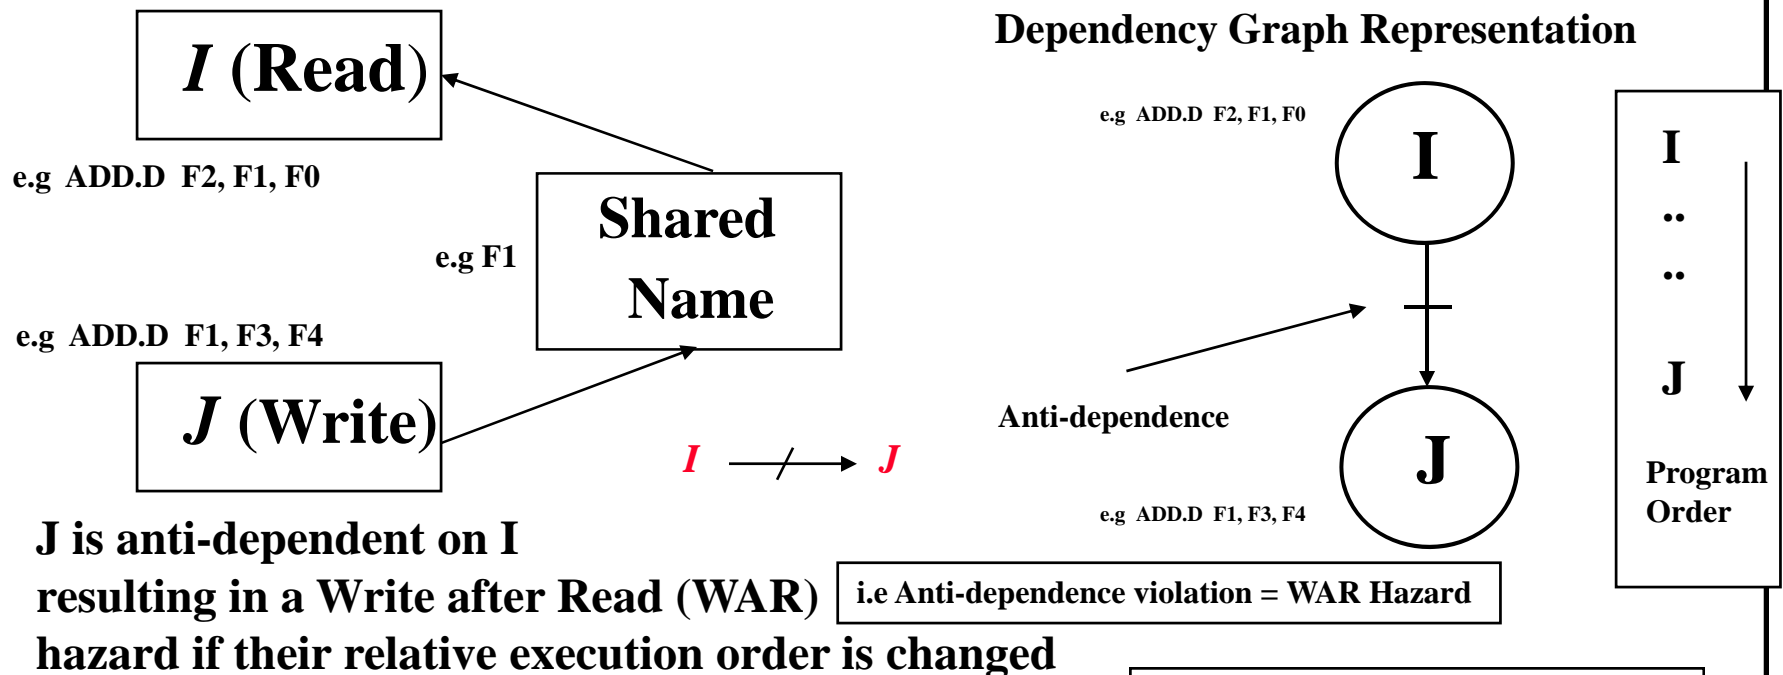 Dependency Graph Representation
I (Read)
e.g ADD.D F2, F1, F0
Shared
Name
e.g F1
e.g ADD.D F1, F3, F4
J (Write)
I J
e.g ADD.D F2, F1, F0
I
Anti-dependence
J
e.g ADD.D F1, F3, F4
I
..
..
J
Program
Order
J is anti-dependent on I
resulting in a Write after Read (WAR)
hazard if their relative execution order is changed
i.e Anti-dependence violation = WAR Hazard